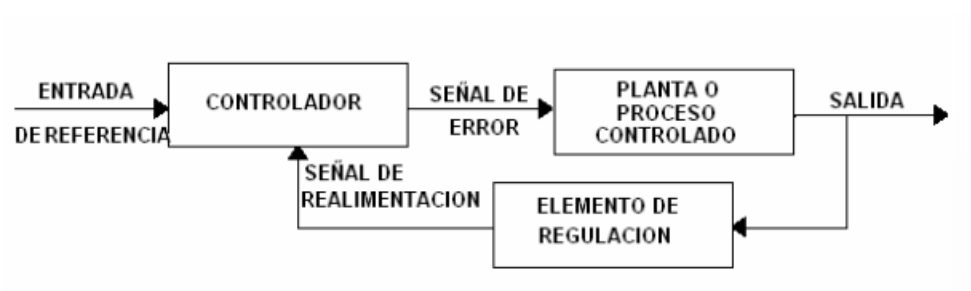 ENTRADA
DE REFERENCIA
CONTROLADOR
SEÑAL DE
ERROR
PLANTA O
PROCESO
CONTROLADO
SALIDA
SEÑAL DE
REALIMENTACION
ELEMENTO DE
REGULACION